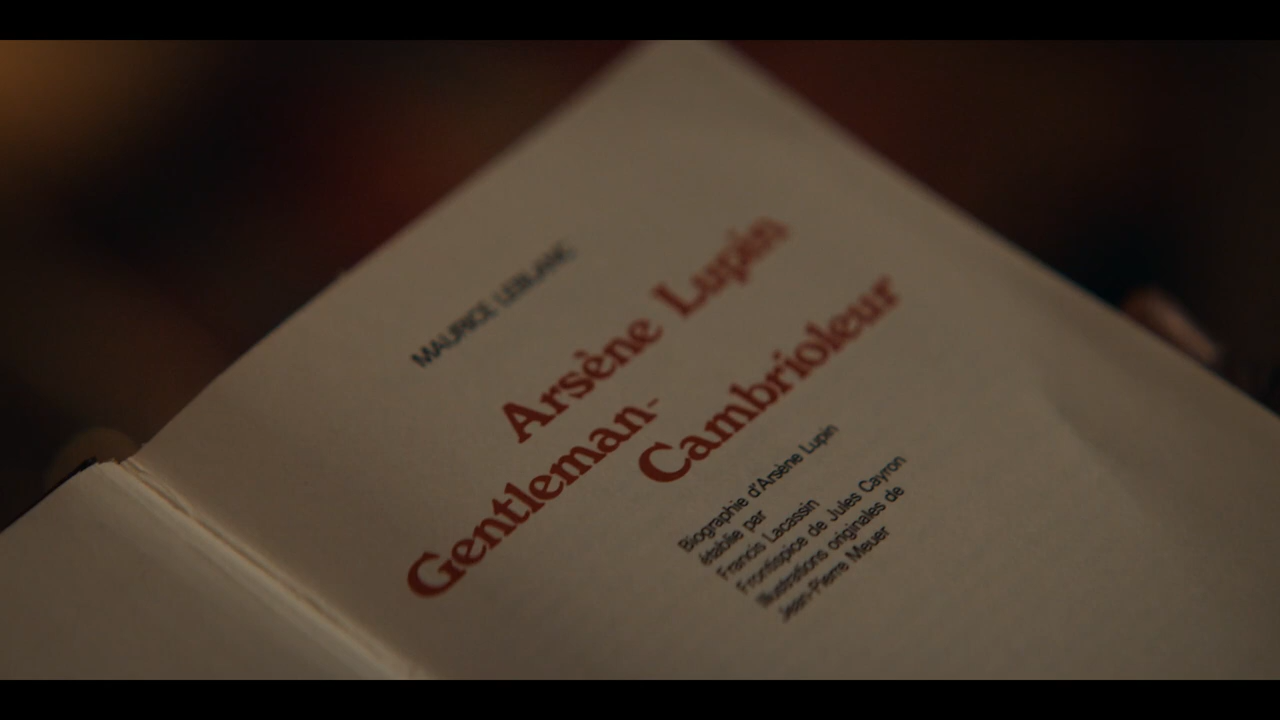 MAURICE LEBLANC
Arsène Lupin
Gentleman-
Cambrioleur
Biographie d'Arsène Lupin
établie par
Francis Lacassin
Frontispice de Jules Cayron
Illustrations originales de
Jean-Pierre Meuer